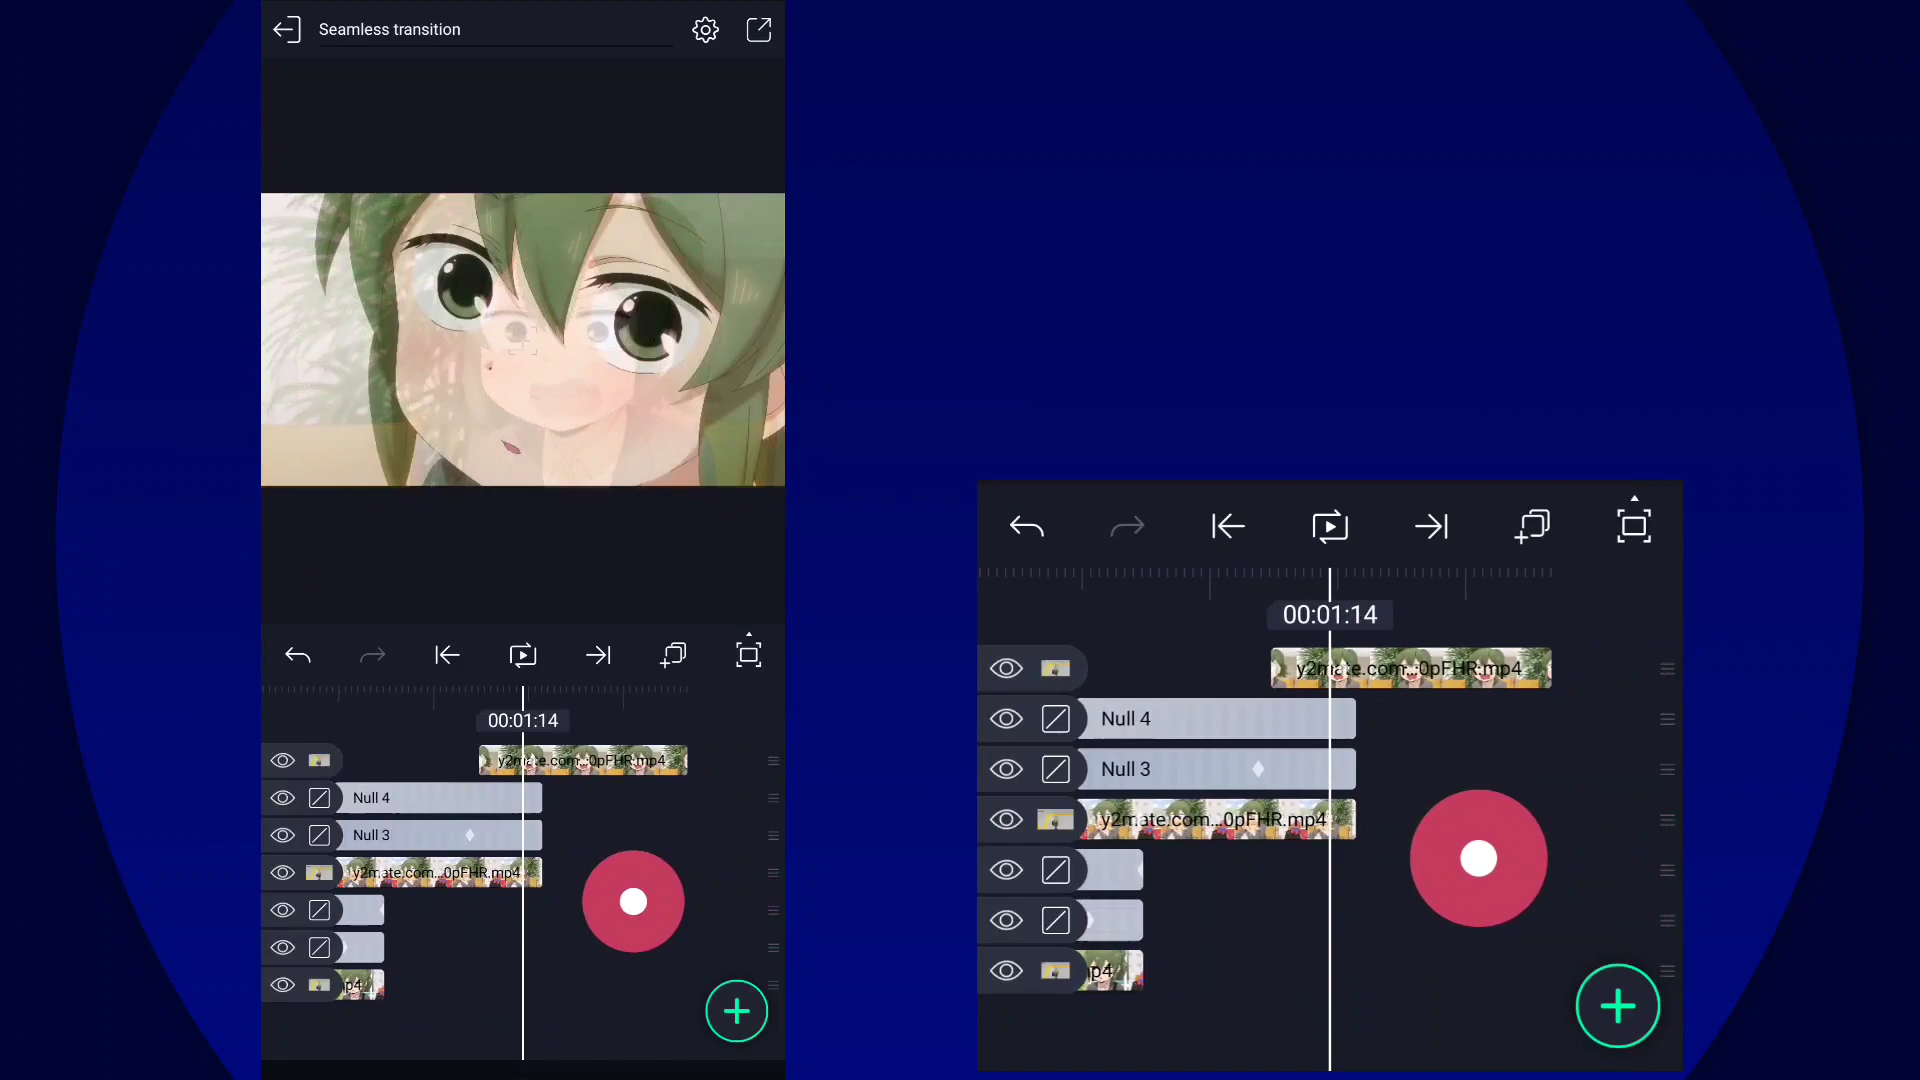 Seamless transition
00:01:14
y2mate.com...0pFHR.mp4
Null 4
Null 3
y2mate.com...0pFHR.mp4
p4
00:01:14
y2mate.com...0pFHR.mp4
Null 4
Null 3
y2mate.com...0pFHR.mp4
p4